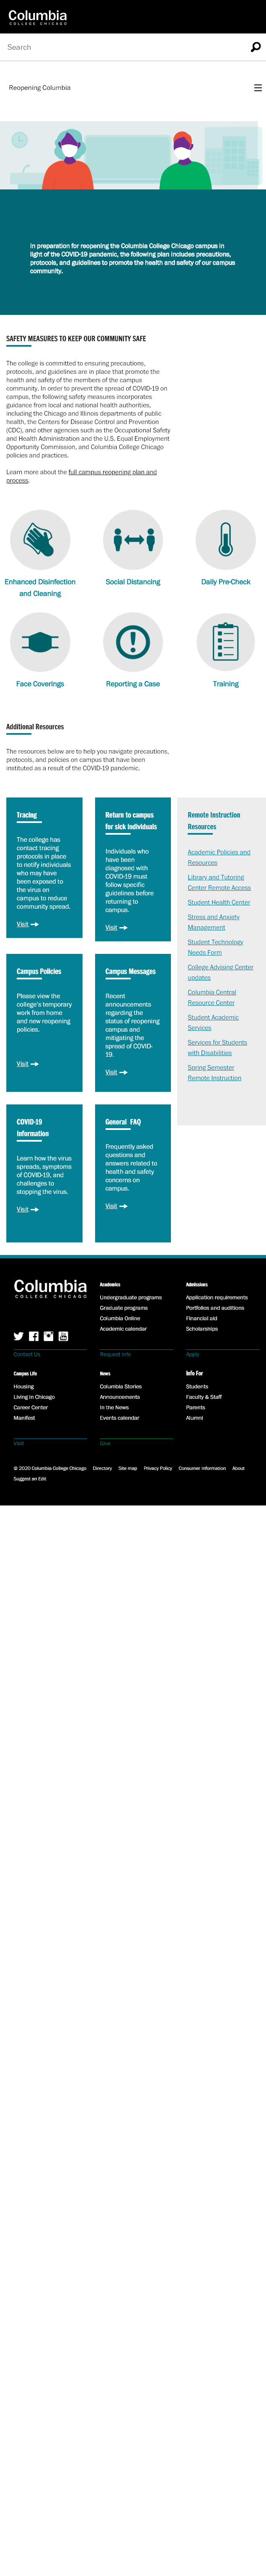 Columbia
COLLEGE CHICAGO
Search
Reopening Columbia
In preparation for reopening the Columbia College Chicago campus in
light of the COVID-19 pandemic, the following plan includes precautions,
protocols, and guidelines to promote the health and safety of our campus
community.
SAFETY MEASURES TO KEEP OUR COMMUNITY SAFE
The college is committed to ensuring precautions,
protocols, and guidelines are in place that promote the
health and safety of the members of the campus
community. In order to prevent the spread of COVID-19 on
campus, the following safety measures incorporates
guidance from local and national health authorities,
including the Chicago and Illinois departments of public
health, the Centers for Disease Control and Prevention
(CDC), and other agencies such as the Occupational Safety
and Health Administration and the U.S. Equal Employment
Opportunity Commission, and Columbia College Chicago
policies and practices.
Learn more about the full campus reopening plan and
process.
Enhanced Disinfection
and Cleaning
Social Distancing
Daily Pre-Check
Face Coverings
Reporting a Case
Training
Additional Resources
The resources below are to help you navigate precautions,
protocols, and policies on campus that have been
instituted as a result of the COVID-19 pandemic.
Tracing
The college has
contact tracing
protocols in place
to notify individuals
who may have
been exposed to
the virus on
campus to reduce
community spread.
Visit
Return to campus
for sick individuals
Individuals who
have been
diagnosed with
COVID-19 must
follow specific
guidelines before
returning to
campus.
Visit
Campus Policies
Please view the
college's temporary
work from home
and new reopening
policies.
Visit
Campus Messages
Recent
announcements
regarding the
status of reopening
campus and
mitigating the
spread of COVID-
19.
Visit
COVID-19
Information
Learn how the virus
spreads, symptoms
of COVID-19, and
challenges to
stopping the virus.
Visit
General FAQ
Frequently asked
questions and
answers related to
health and safety
concerns on
campus.
Visit
Remote Instruction
Resources
Academic Policies and
Resources
Library and Tutoring
Center Remote Access
Student Health Center
Stress and Anxiety
Management
Student Technology
Needs Form
College Advising Center
updates
Columbia Central
Resource Center
Student Academic
Services
Services for Students
with Disabilities
Spring Semester
Remote Instruction
Columbia
COLLEGE CHICAGO
Contact Us
Academics
Undergraduate programs
Graduate programs
Columbia Online
Academic calendar
Request info
Admissions
Application requirements
Portfolios and auditions
Financial aid
Scholarships
Apply
Campus Life
Housing
Living in Chicago
Career Center
Manifest
Visit
News
Columbia Stories
Announcements
In the News
Events calendar
Give
Info For
Students
Faculty & Staff
Parents
Alumni
© 2020 Columbia College Chicago Directory Site map Privacy Policy Consumer information About
Suggest an Edit